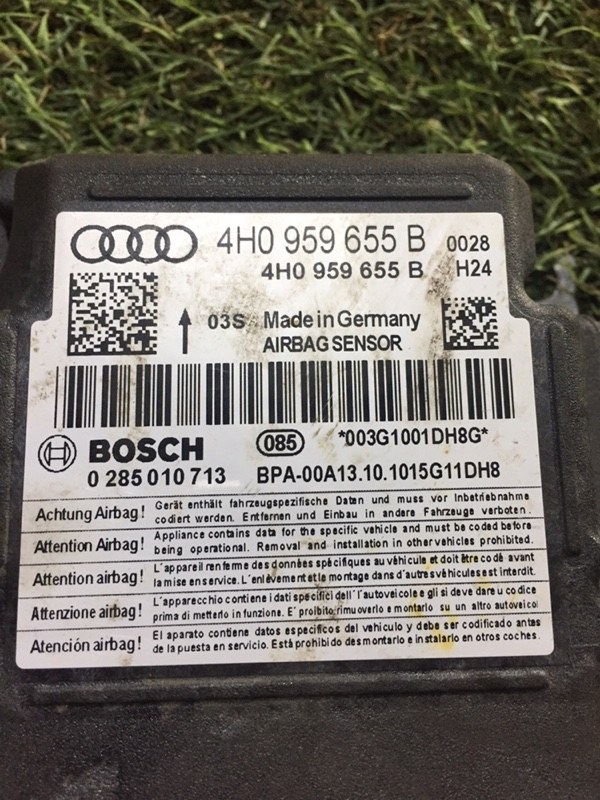 4H0 959 655 B 0028
4H0 959 655 B H24
03S Made in Germany
AIRBAG SENSOR
BOSCH 085 *003G1001DH8G*
0 285 010 713 BPA-00A13.10.1015G11DH8
Achtung Airbag! Gerät enthält fahrzeugspezifische Daten und muss vor Inbetriebnahme
codiert werden. Entfernen und Einbau in andere Fahrzeuge verboten.
Attention Airbag! Appliance contains data for the specific vehicle and must be coded before
being operational. Removal and installation in other vehicles prohibited.
Attention airbag! L'appareil renferme des données spécifiques au véhicule et doit être codé avant
la mise en service. L'enlèvement et le montage dans d'autres véhicules est interdit.
Attenzione airbag! L'apparecchio contiene i dati specifici dell'autoveicolo e gli si deve dare un codice
prima di metterlo in funzione. E' proibito rimuoverlo e montarlo su un altro autoveicolo
Atención airbag! El aparato contiene datos específicos del vehículo y debe ser codificado antes
de la puesta en servicio. Está prohibido desmontarlo e instalarlo en otros coches.